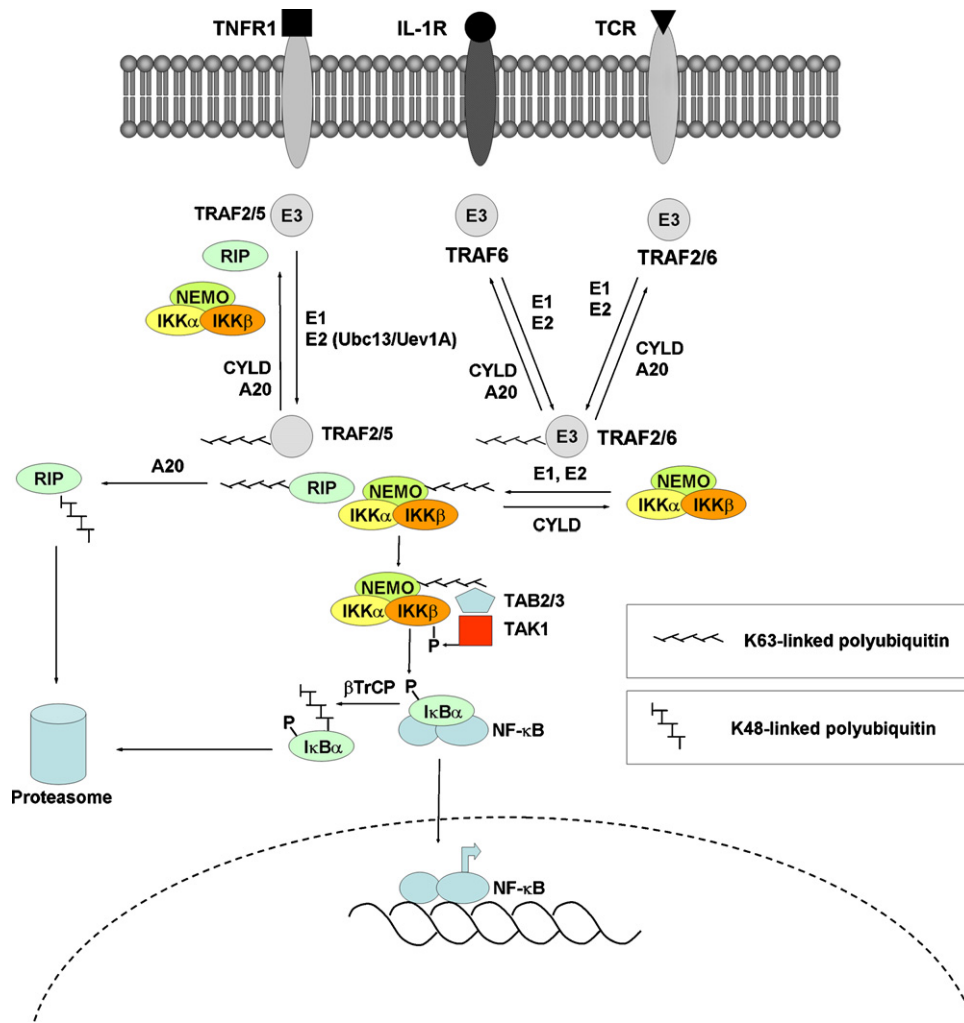 TNFR1
IL-1R
TCR
TRAF2/5
E3
E3
E3
TRAF6
TRAF2/6
RIP
NEMO
IKKα
IKKβ
E1
E2 (Ubc13/Uev1A)
CYLD
A20
E1
E2
CYLD
A20
E1
E2
CYLD
A20
TRAF2/5
E3
TRAF2/6
A20
RIP
RIP
NEMO
IKKα
IKKβ
E1, E2
CYLD
NEMO
IKKα
IKKβ
NEMO
IKKα
IKKβ
P
TAB2/3
TAK1
K63-linked polyubiquitin
K48-linked polyubiquitin
βTrCP
P
IκBα
NF-κB
P
IκBα
Proteasome
NF-κB